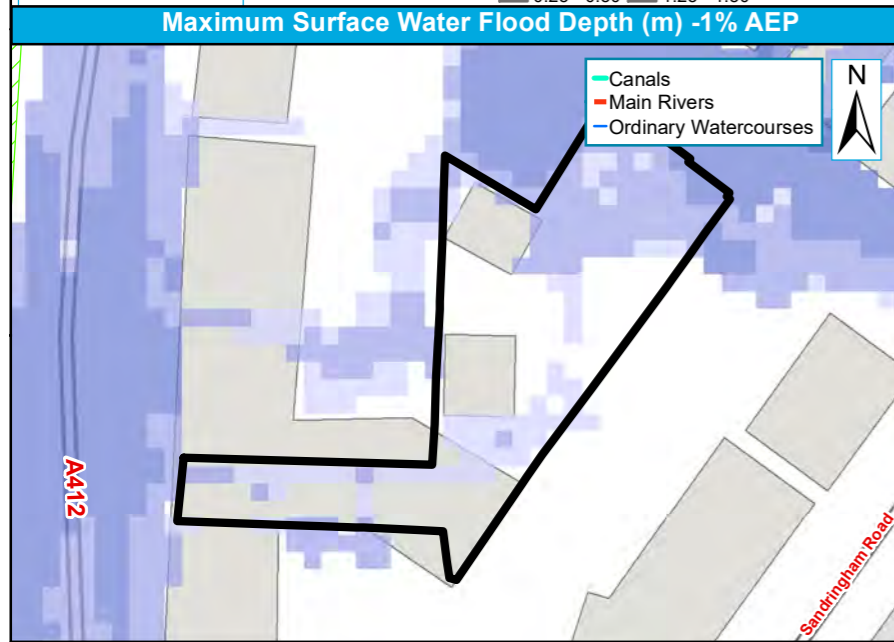 Maximum Surface Water Flood Depth (m) -1% AEP
Canals
Main Rivers
Ordinary Watercourses
N
A412
Sandringham Road